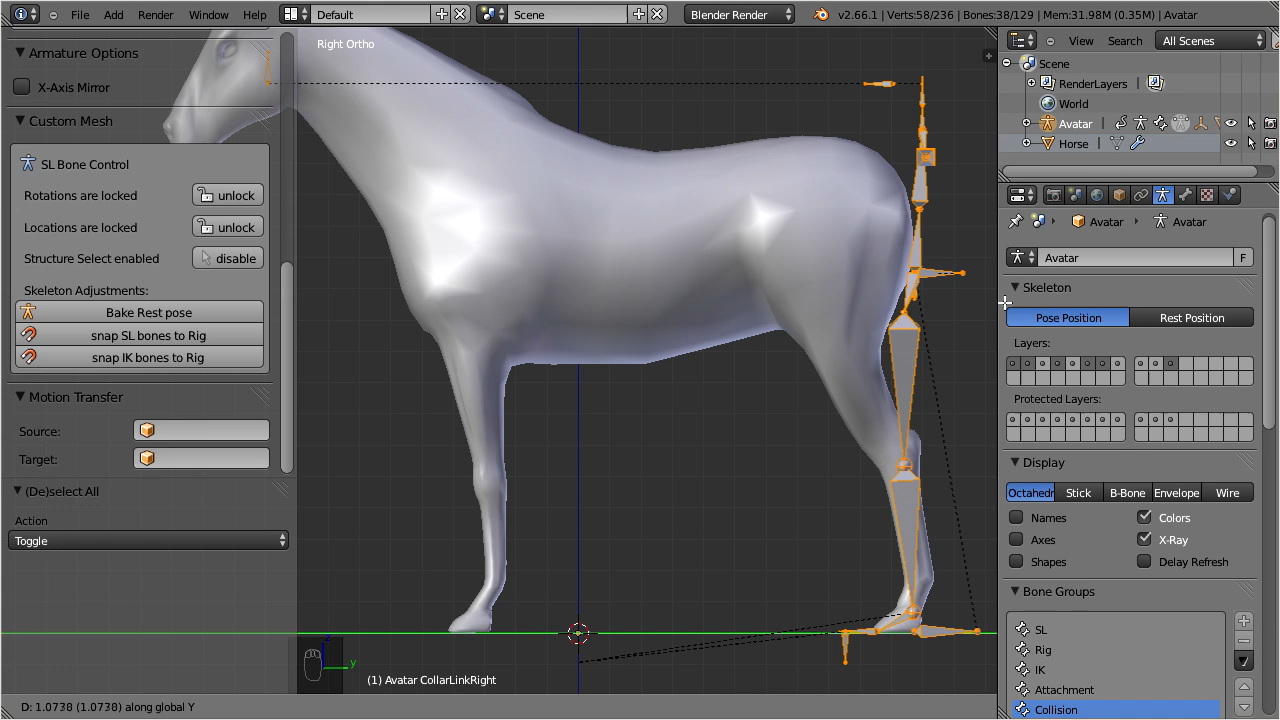 File Add Render Window Help Default Scene Blender Render v2.66.1 | Verts:58/236 | Bones:38/129 | Mem:31.98M (0.35M) | Avatar
Armature Options
X-Axis Mirror
Custom Mesh
SL Bone Control
Rotations are locked unlock
Locations are locked unlock
Structure Select enabled disable
Skeleton Adjustments:
Bake Rest pose
snap SL bones to Rig
snap IK bones to Rig
Motion Transfer
Source:
Target:
(De)select All
Action
Toggle
Right Ortho
z
y
(1) Avatar CollarLinkRight
D: 1.0738 (1.0738) along global Y
View Search All Scenes
Scene
RenderLayers
World
Avatar
Horse
Avatar Avatar
Avatar F
Skeleton
Pose Position Rest Position
Layers:
Protected Layers:
Display
Octahedr Stick B-Bone Envelope Wire
Names Colors
Axes X-Ray
Shapes Delay Refresh
Bone Groups
SL
Rig
IK
Attachment
Collision